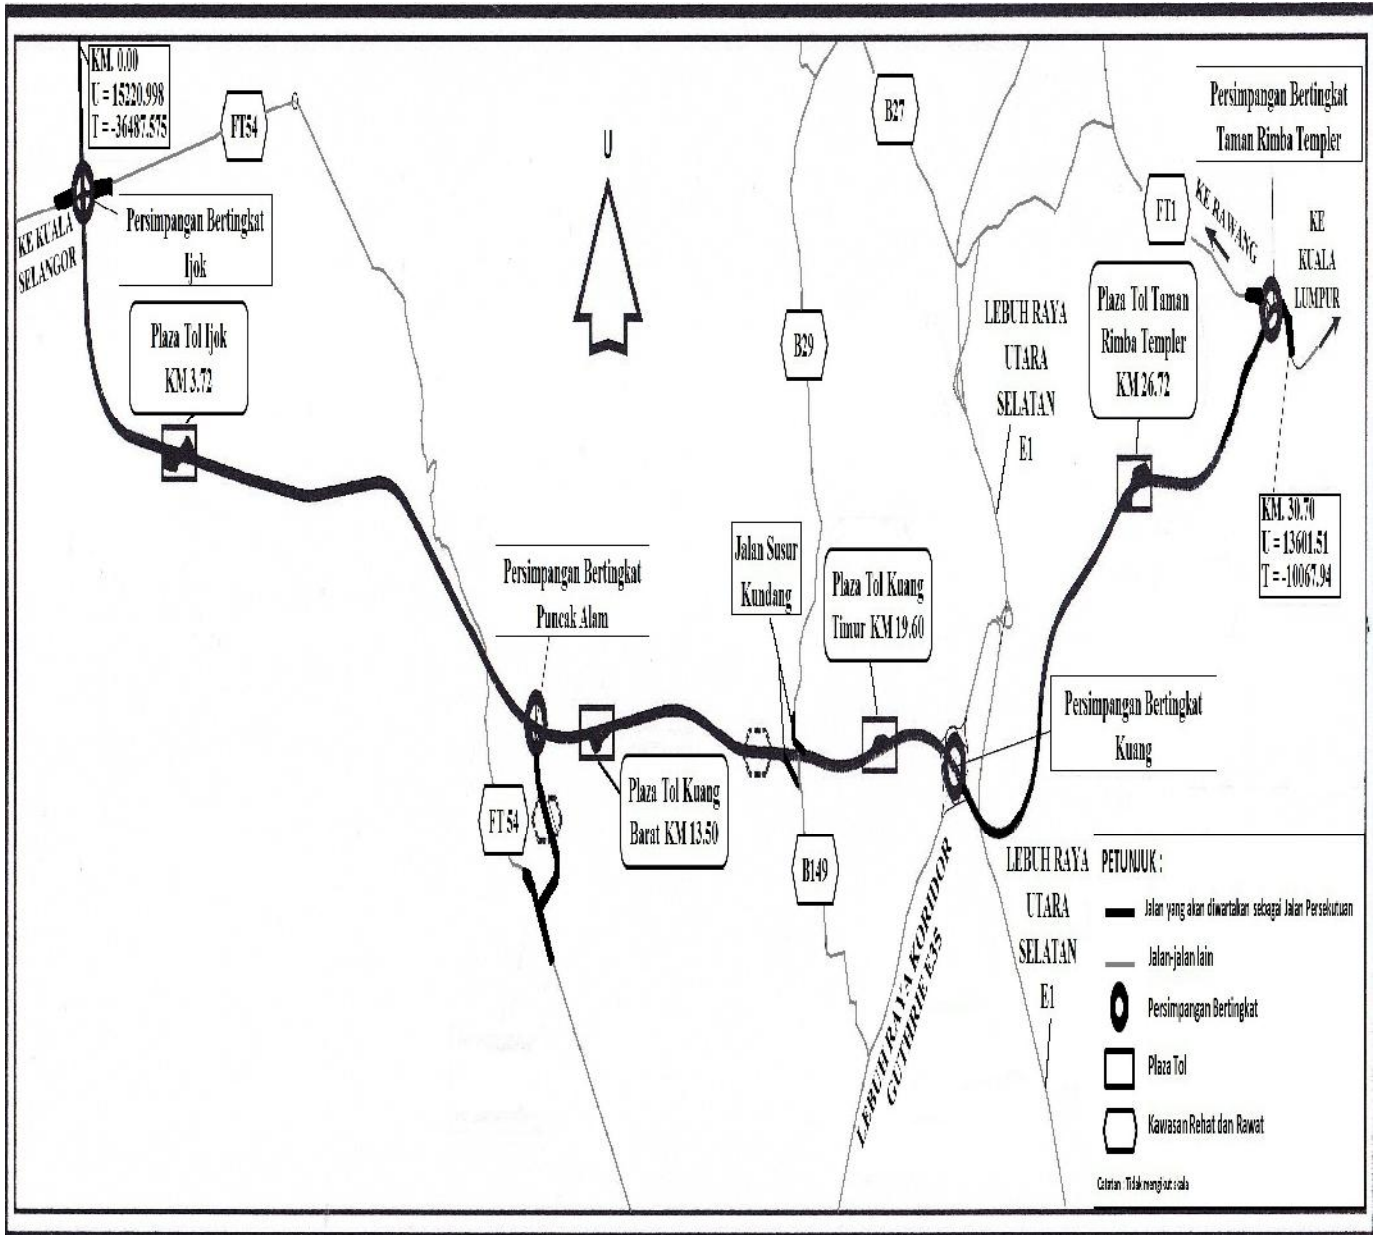 KM. 0.00
U = 15220.998
T = -36487.575
FT54
KE KUALA
SELANGOR
Persimpangan Bertingkat
Ijok
Plaza Tol Ijok
KM 3.72
U
B27
Persimpangan Bertingkat
Taman Rimba Templer
FT1
KE RAWANG
KE
KUALA
LUMPUR
B29
LEBUH RAYA
UTARA
SELATAN
E1
Plaza Tol Taman
Rimba Templer
KM 26.72
KM. 30.70
U = 13601.51
T = -10067.94
Persimpangan Bertingkat
Puncak Alam
Jalan Susur
Kundang
Plaza Tol Kuang
Timur KM 19.60
Persimpangan Bertingkat
Kuang
FT 54
Plaza Tol Kuang
Barat KM 13.50
B149
LEBUH RAYA KORIDOR
GUTHRIE E35
LEBUH RAYA
UTARA
SELATAN
E1
PETUNJUK :
Jalan yang akan diwartakan sebagai Jalan Persekutuan
Jalan-jalan lain
Persimpangan Bertingkat
Plaza Tol
Kawasan Rehat dan Rawat
Catatan : Tidak mengikut skala